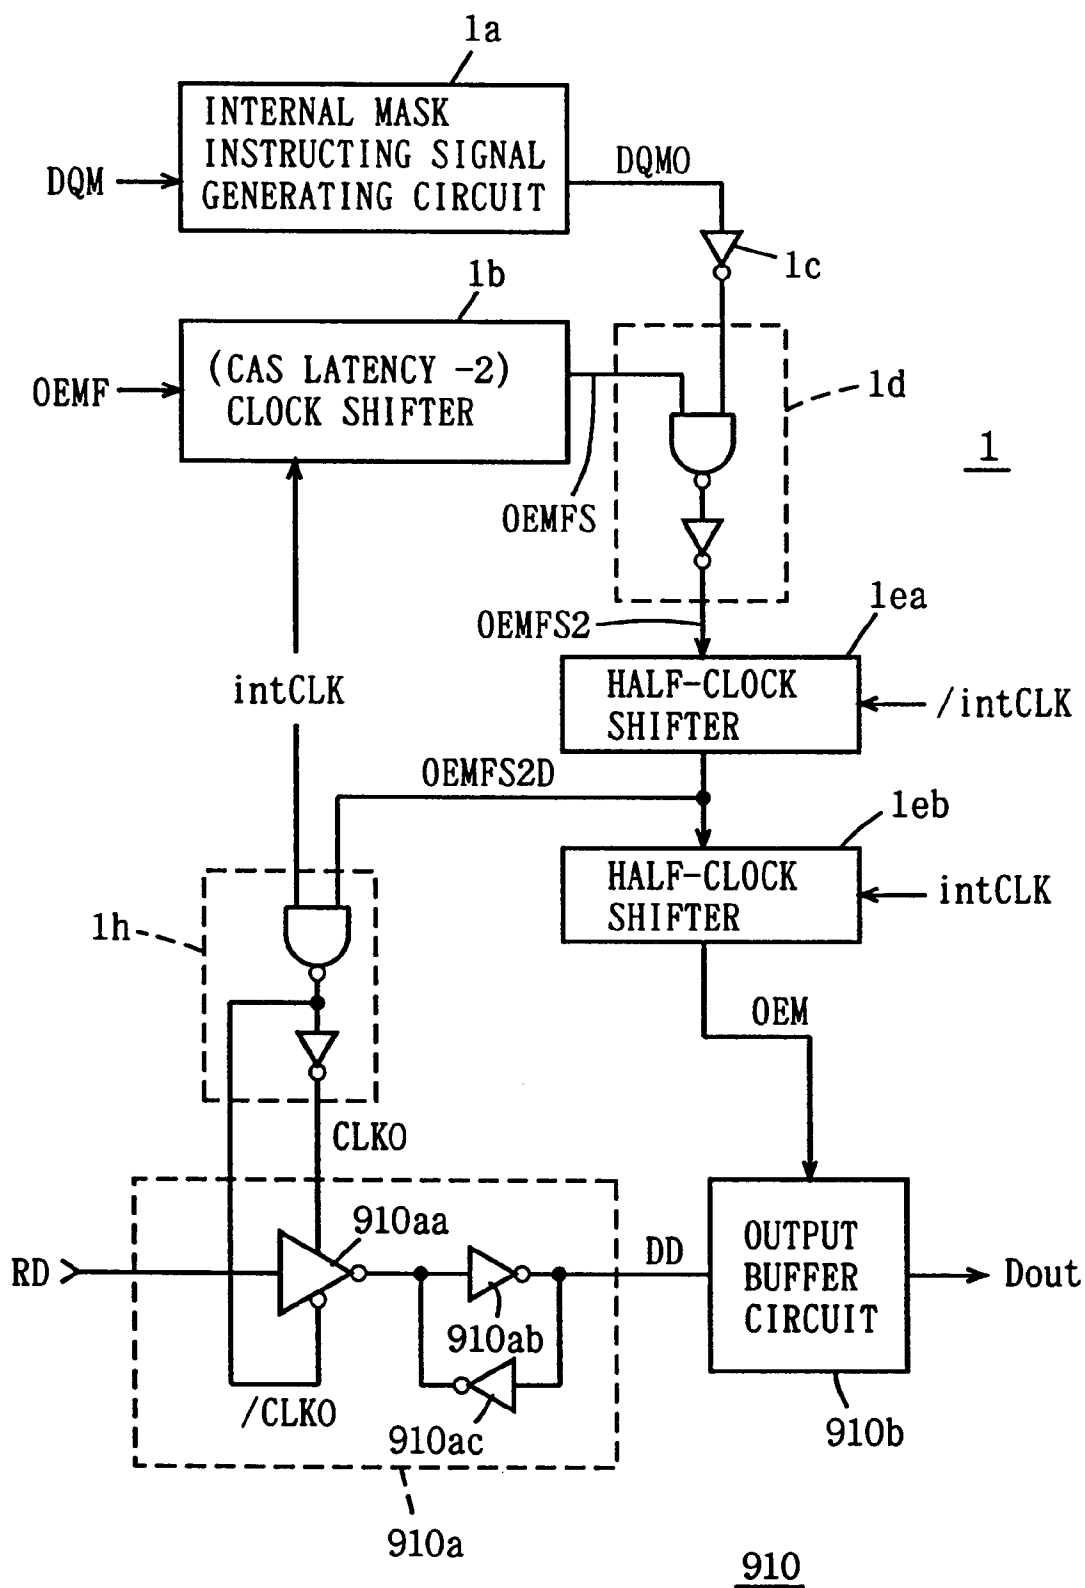 1a
INTERNAL MASK
INSTRUCTING SIGNAL
GENERATING CIRCUIT
DQM
DQMO
1c
1b
(CAS LATENCY -2)
CLOCK SHIFTER
OEMF
1d
1
OEMFS
OEMFS2
1ea
HALF-CLOCK
SHIFTER
/intCLK
intCLK
OEMFS2D
1eb
HALF-CLOCK
SHIFTER
intCLK
1h
OEM
CLKO
910aa
RD
DD
OUTPUT
BUFFER
CIRCUIT
Dout
910ab
/CLKO
910ac
910b
910a
910